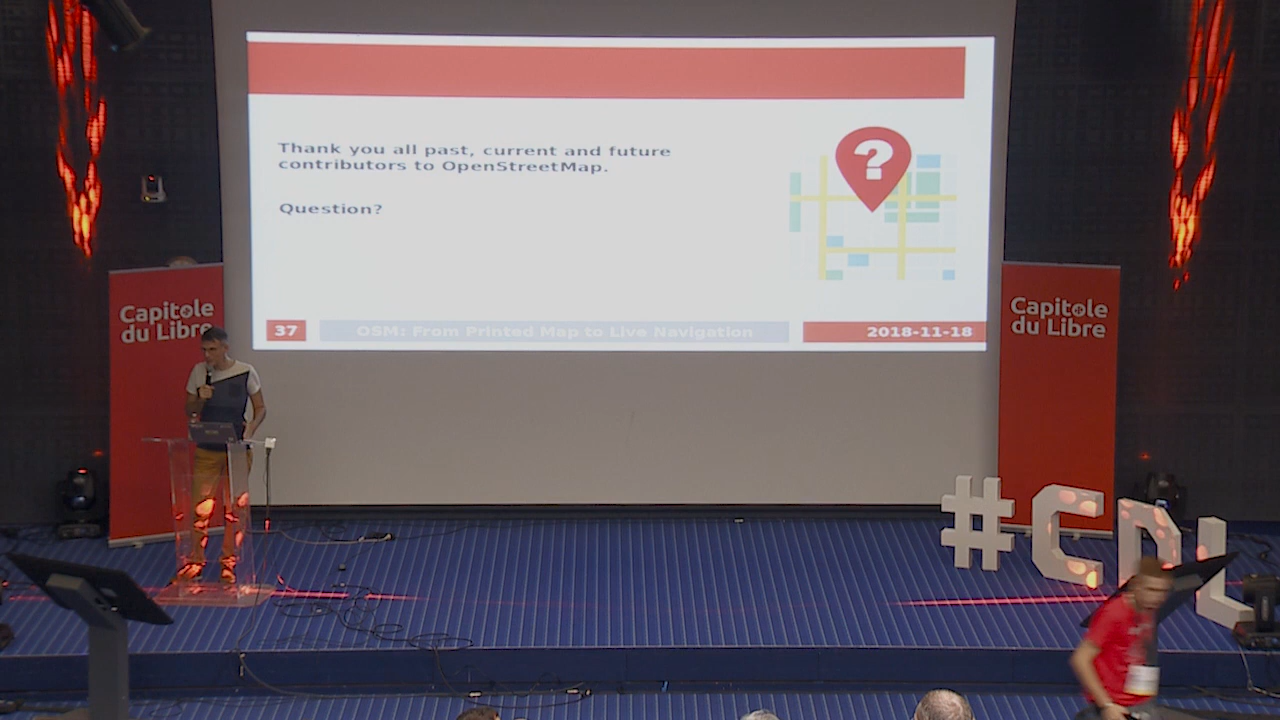 Thank you all past, current and future
contributors to OpenStreetMap.
Question?
?
37
OSM: From Printed Map to Live Navigation
2018-11-18
Capitole
du Libre
Capitole
du Libre
#CDL